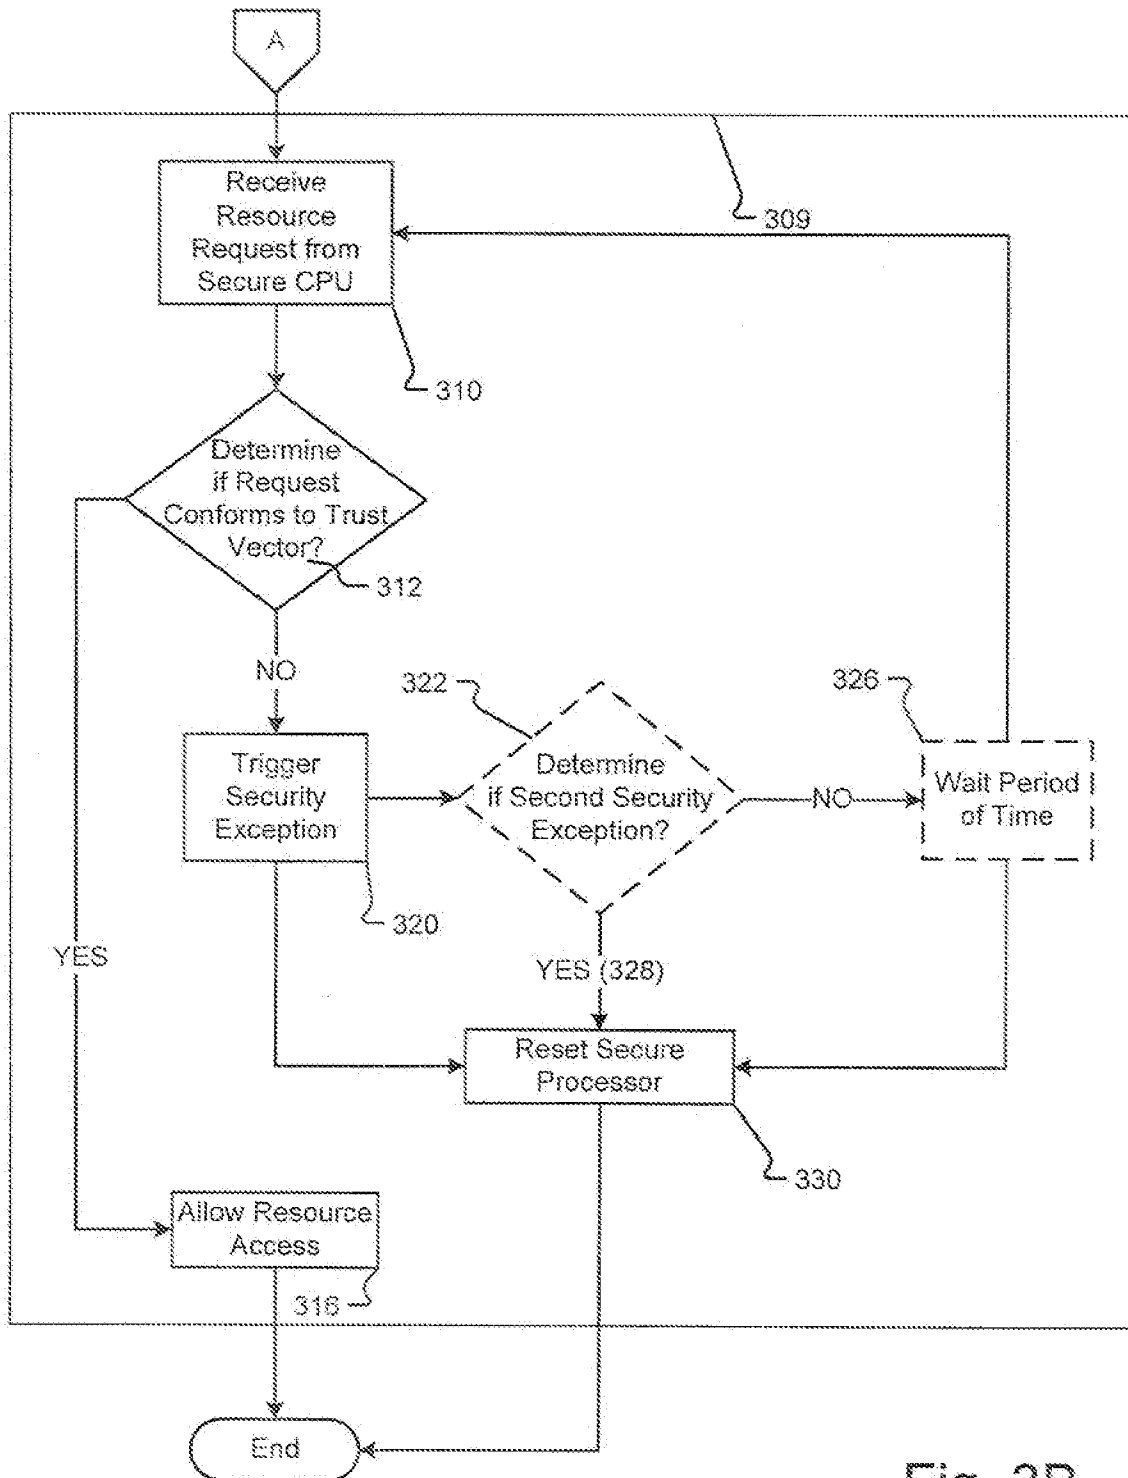 A
309
Receive
Resource
Request from
Secure CPU
310
Determine
if Request
Conforms to Trust
Vector?
312
NO
YES
Trigger
Security
Exception
320
322
Determine
if Second Security
Exception?
NO
326
Wait Period
of Time
YES (328)
Reset Secure
Processor
330
Allow Resource
Access
316
End